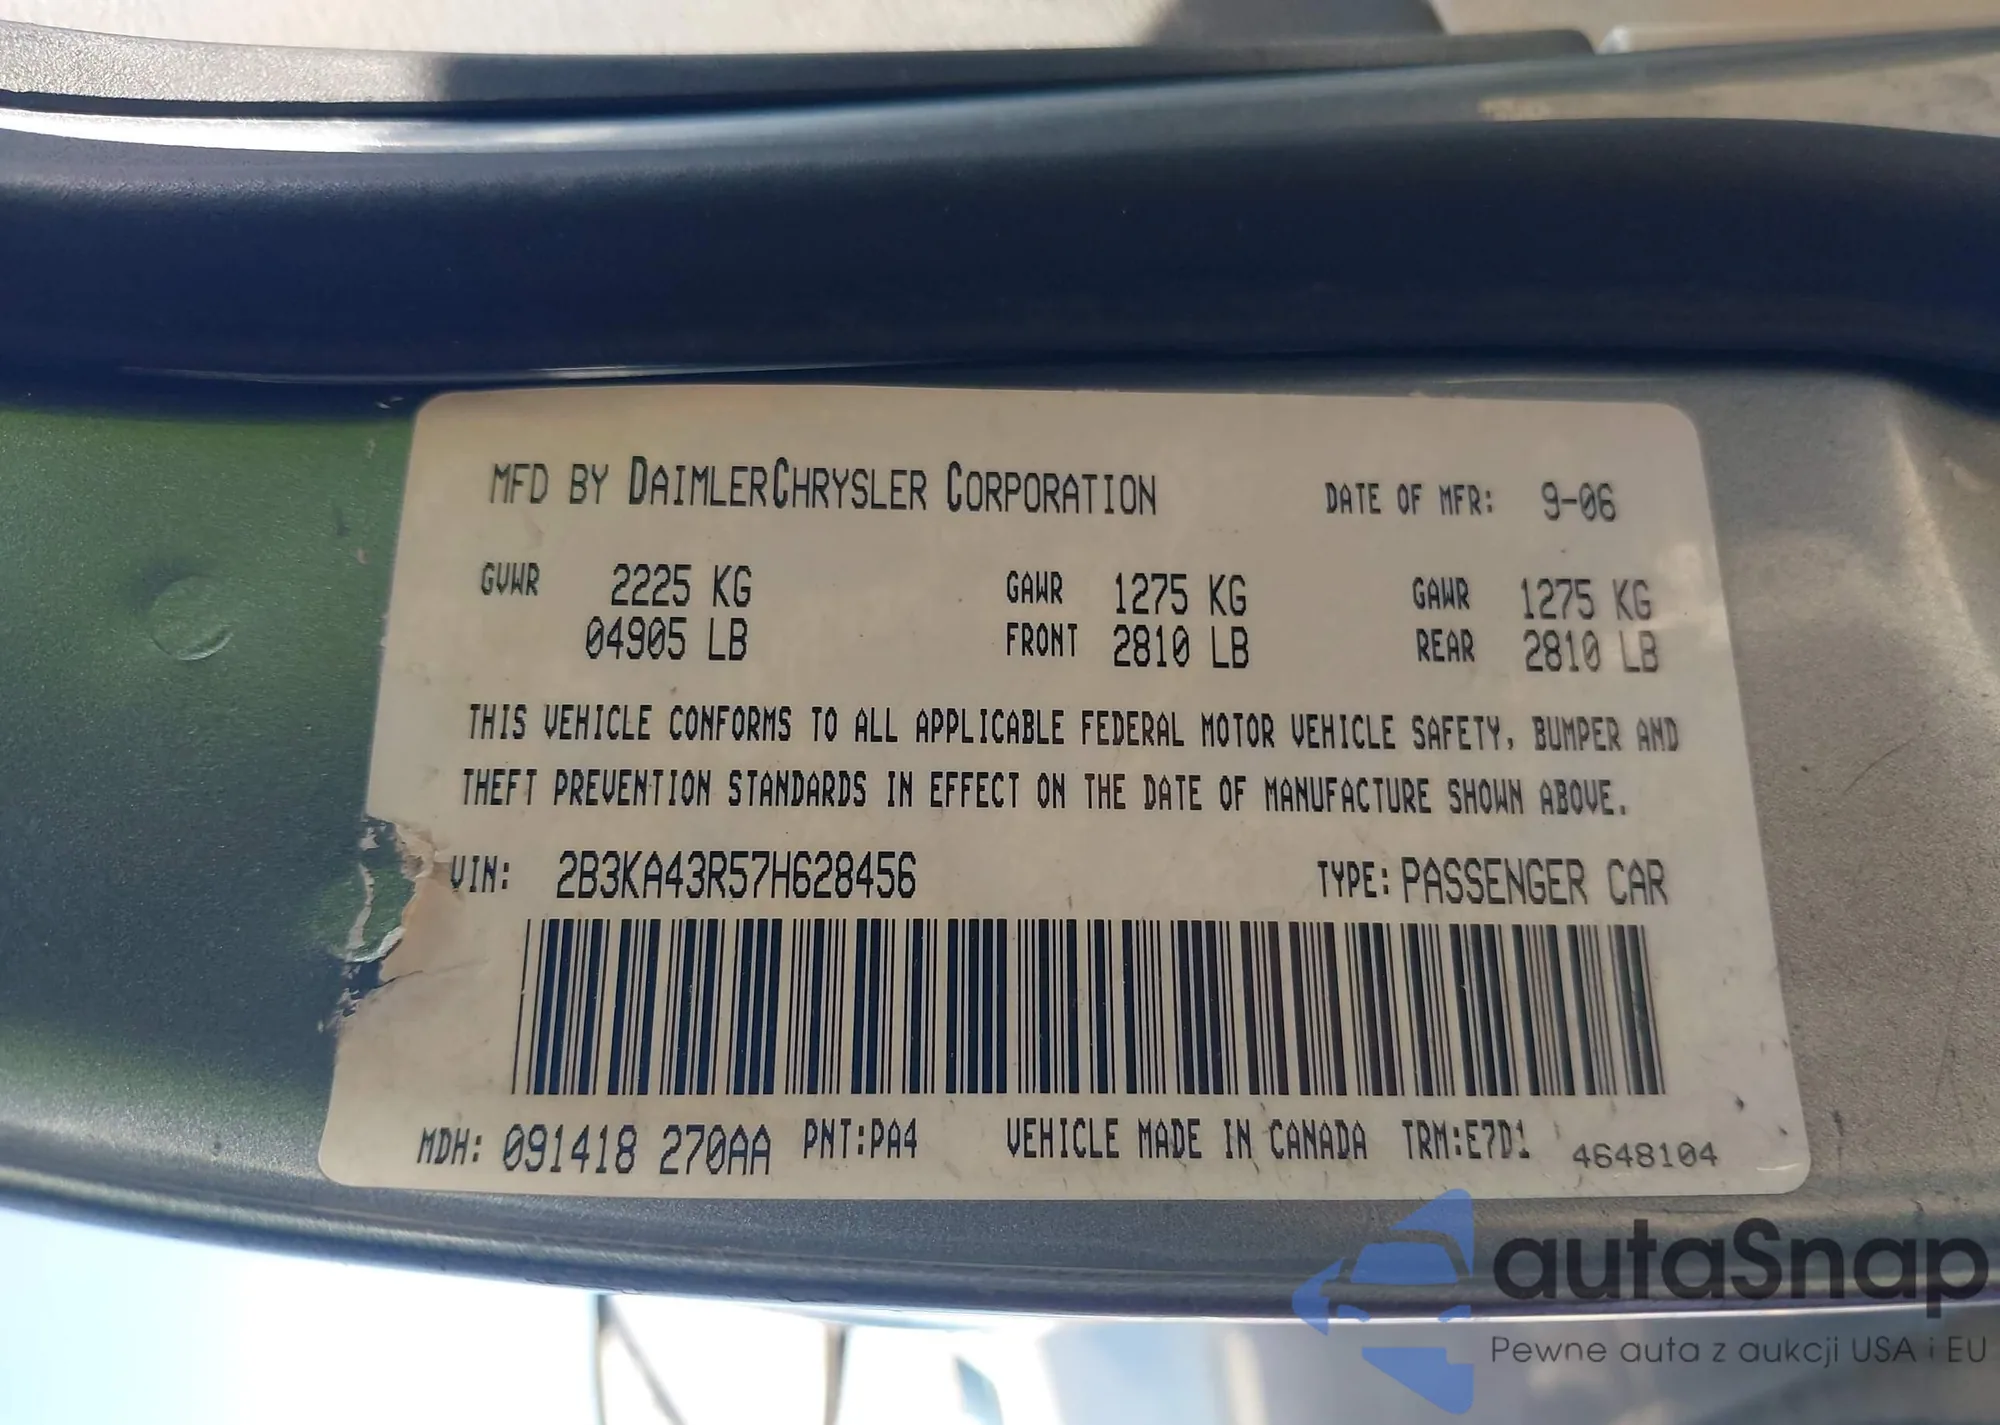 MFD BY DAIMLERCHRYSLER CORPORATION DATE OF MFR: 9-06
GVWR 2225 KG GAWR 1275 KG GAWR 1275 KG
04905 LB FRONT 2810 LB REAR 2810 LB
THIS VEHICLE CONFORMS TO ALL APPLICABLE FEDERAL MOTOR VEHICLE SAFETY, BUMPER AND
THEFT PREVENTION STANDARDS IN EFFECT ON THE DATE OF MANUFACTURE SHOWN ABOVE.
VIN: 2B3KA43R57H628456 TYPE: PASSENGER CAR
MDH: 091418 270AA PNT:PA4 VEHICLE MADE IN CANADA TRM:E7D1 4648104
autaSnap
Pewne auta z aukcji USA i EU